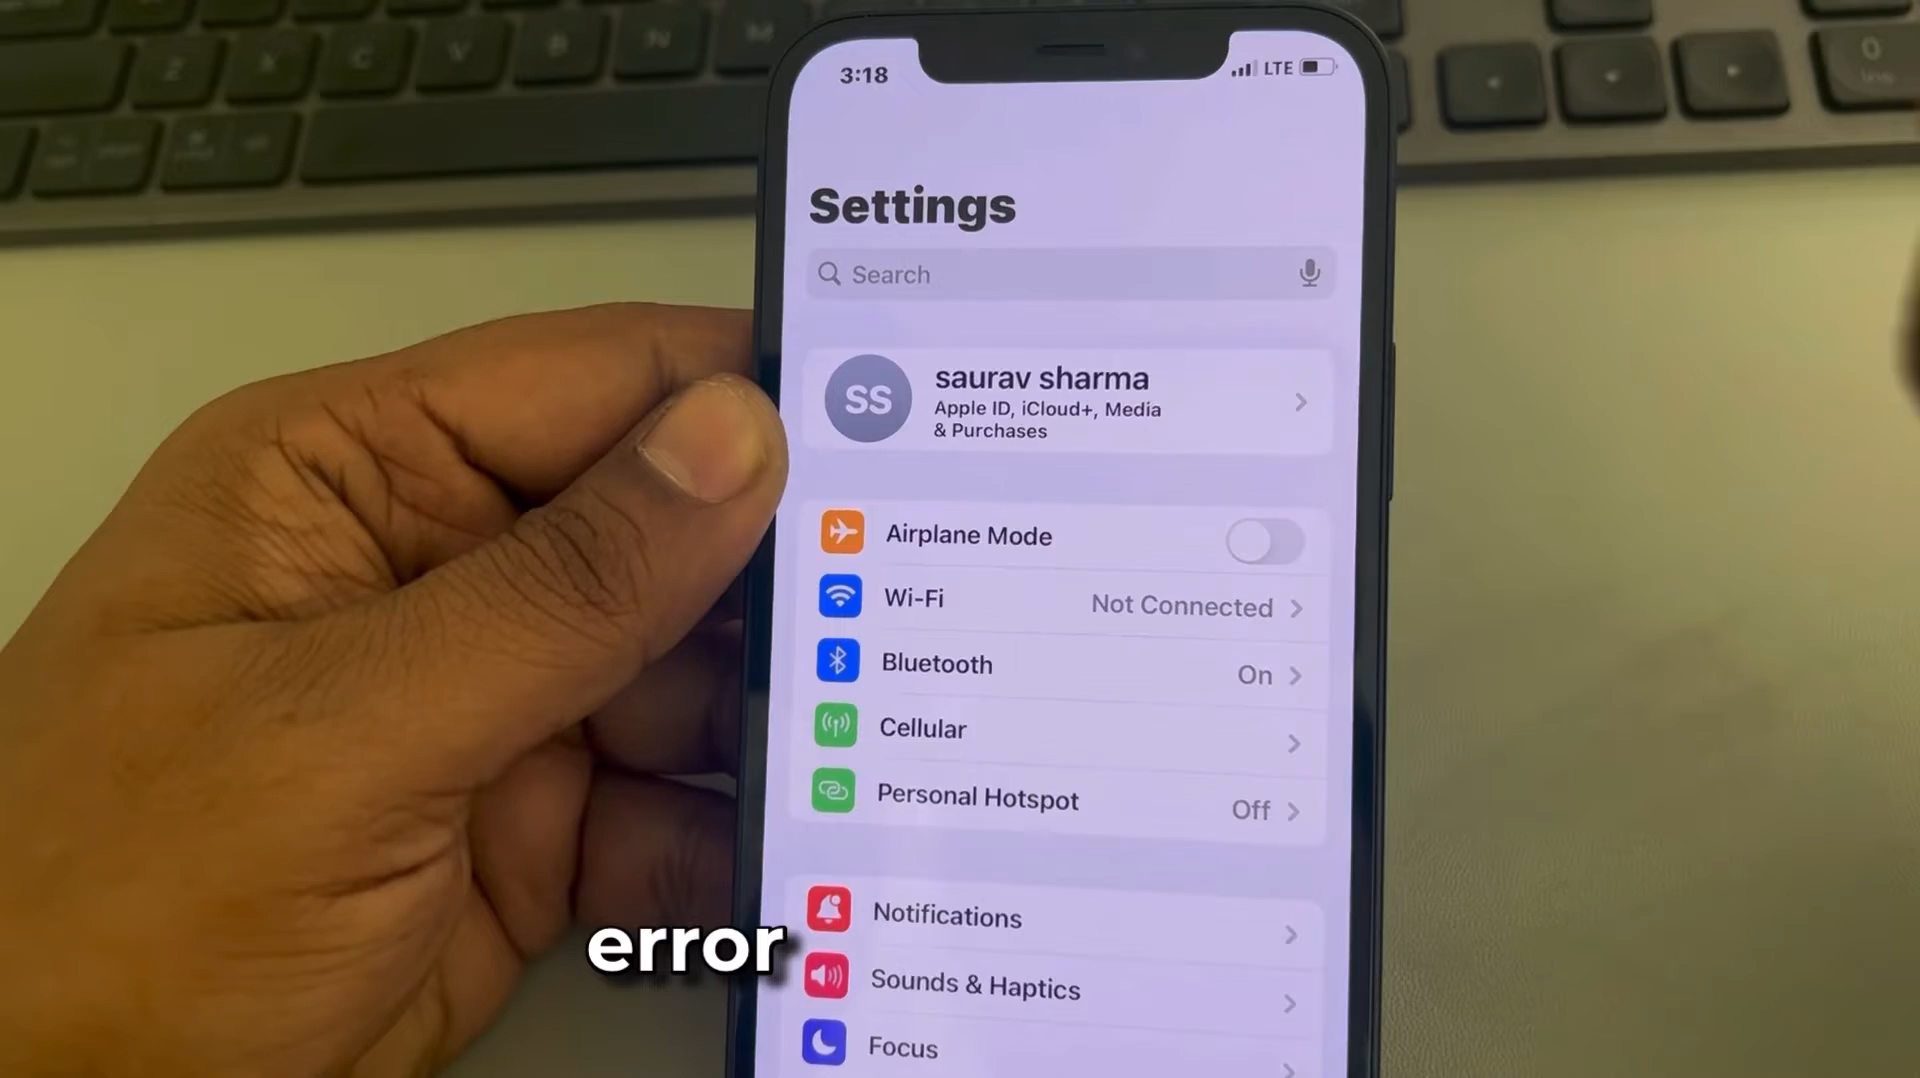 Z
X
C
V
B
N
M
0
3:18
LTE
Settings
Search
SS
saurav sharma
Apple ID, iCloud+, Media
& Purchases
Airplane Mode
Wi-Fi
Not Connected
Bluetooth
On
Cellular
Personal Hotspot
Off
Notifications
error
Sounds & Haptics
Focus